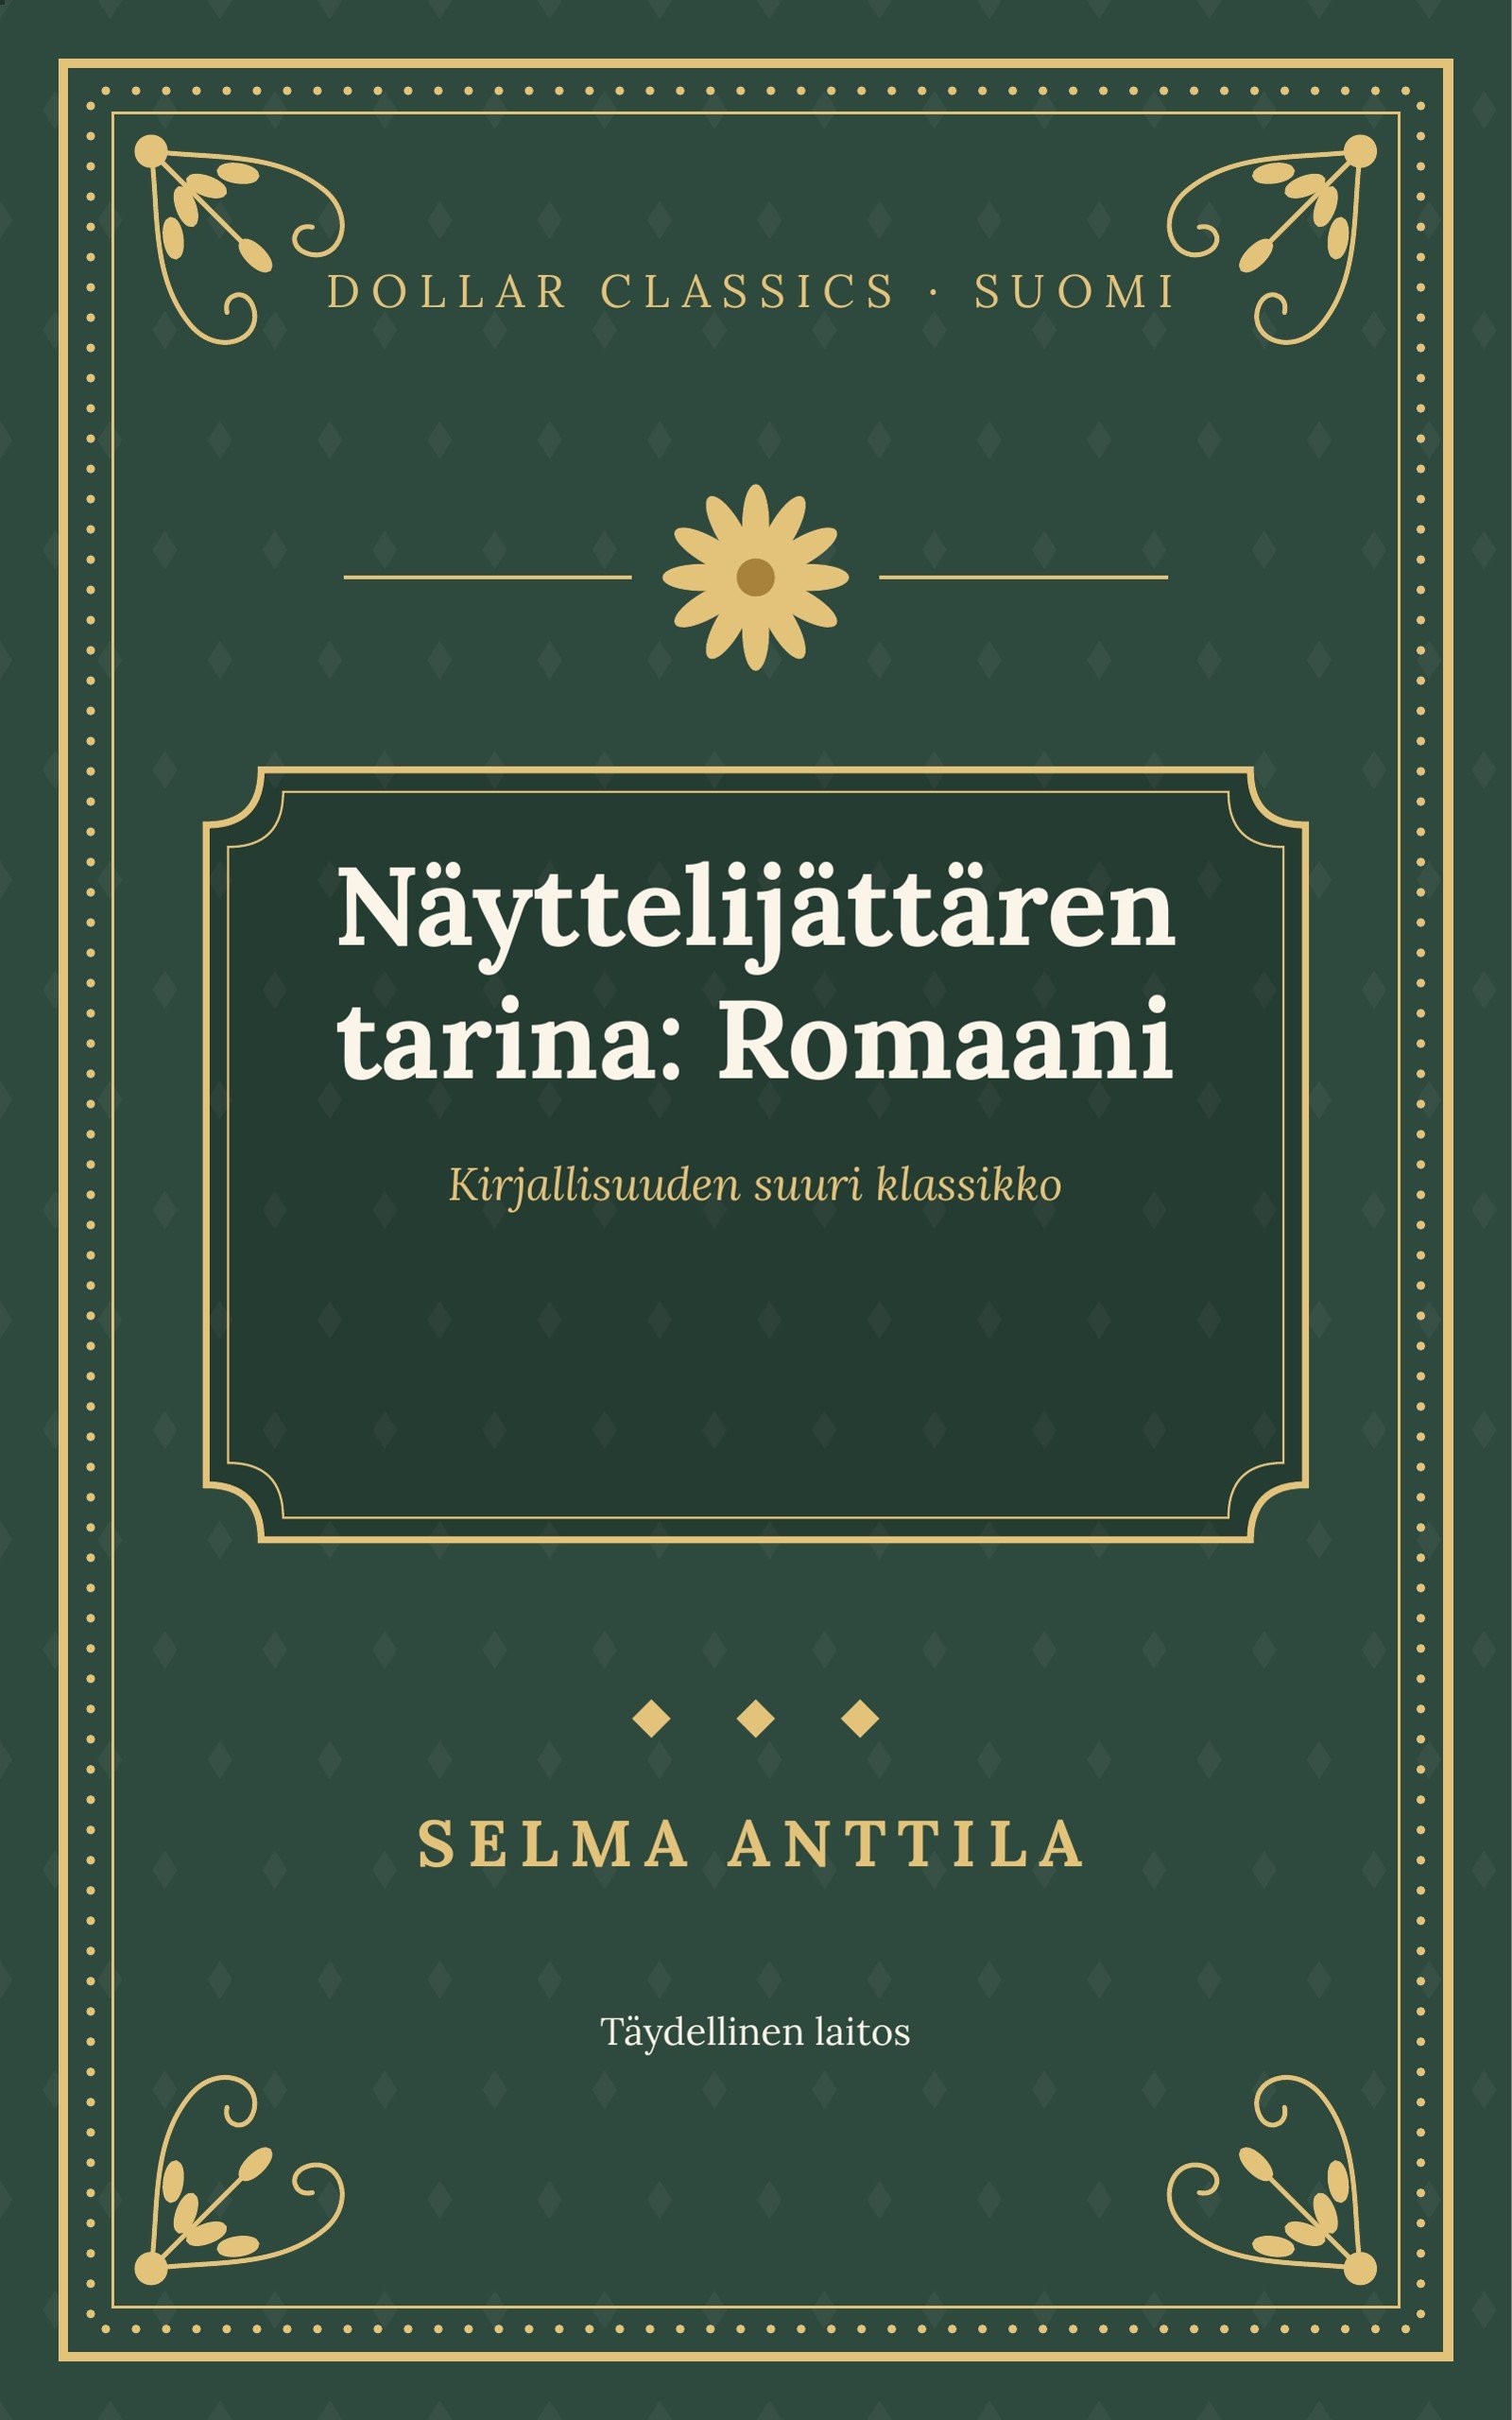 DOLLAR CLASSICS · SUOMI
Näyttelijättären
tarina: Romaani
Kirjallisuuden suuri klassikko
SELMA ANTTILA
Täydellinen laitos